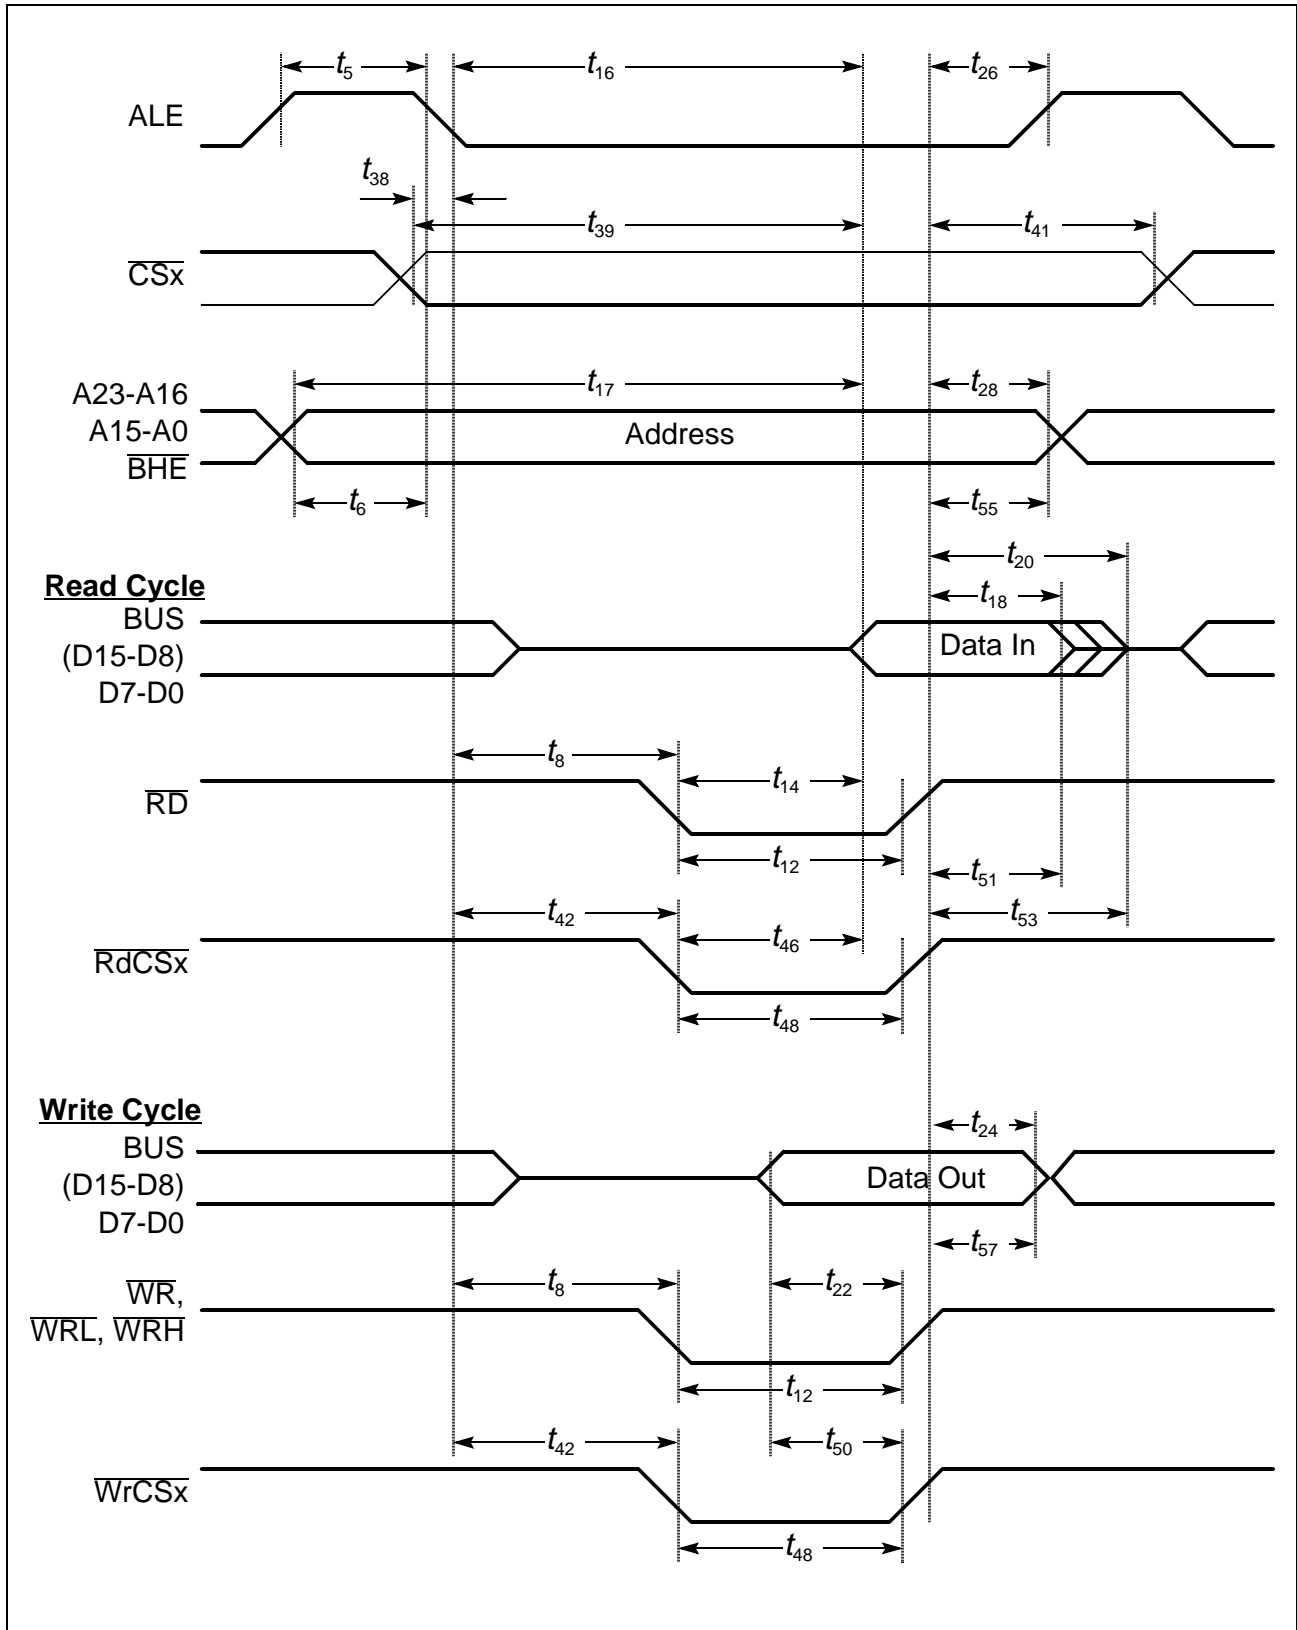 t5 t16 t26
ALE
t38
t39 t41
CSx
t17 t28
A23-A16
A15-A0 Address
BHE
t6 t55
t20
Read Cycle
t18
BUS
(D15-D8) Data In
D7-D0
t8
t14
RD
t12
t51
t42 t53
t46
RdCSx
t48
Write Cycle
t24
BUS
(D15-D8) Data Out
D7-D0
t57
t8 t22
WR,
WRL, WRH
t12
t42 t50
WrCSx
t48